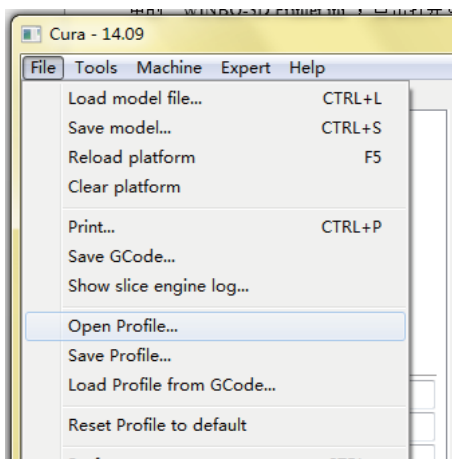 Cura - 14.09
File Tools Machine Expert Help
Load model file... CTRL+L
Save model... CTRL+S
Reload platform F5
Clear platform
Print... CTRL+P
Save GCode...
Show slice engine log...
Open Profile...
Save Profile...
Load Profile from GCode...
Reset Profile to default